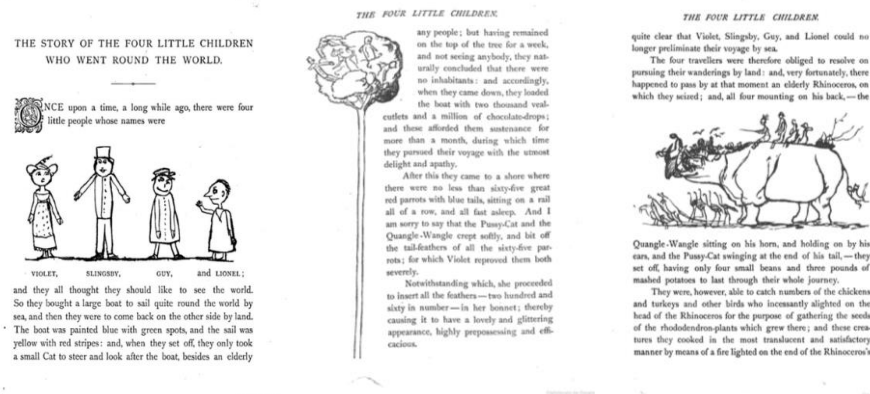 THE STORY OF THE FOUR LITTLE CHILDREN
WHO WENT ROUND THE WORLD.
ONCE upon a time, a long while ago, there were four
little people whose names were
VIOLET, SLINGSBY, GUY, and LIONEL;
and they all thought they should like to see the world.
So they bought a large boat to sail quite round the world by
sea, and then they were to come back on the other side by land.
The boat was painted blue with green spots, and the sail was
yellow with red stripes: and, when they set off, they only took
a small Cat to steer and look after the boat, besides an elderly
THE FOUR LITTLE CHILDREN.
any people; but having remained
on the top of the tree for a week,
and not seeing anybody, they nat-
urally concluded that there were
no inhabitants: and accordingly,
when they came down, they loaded
the boat with two thousand veal-
cutlets and a million of chocolate-drops;
and these afforded them sustenance for
more than a month, during which time
they pursued their voyage with the utmost
delight and apathy.
After this they came to a shore where
there were no less than sixty-five great
red parrots with blue tails, sitting on a rail
all of a row, and all fast asleep. And I
am sorry to say that the Pussy-Cat and the
Quangle-Wangle crept softly, and bit off
the tail-feathers of all the sixty-five par-
rots; for which Violet reproved them both
severely.
Notwithstanding which, she proceeded
to insert all the feathers — two hundred and
sixty in number — in her bonnet; thereby
causing it to have a lovely and glittering
appearance, highly prepossessing and effi-
cacious.
THE FOUR LITTLE CHILDREN.
quite clear that Violet, Slingsby, Guy, and Lionel could no
longer preliminate their voyage by sea.
The four travellers were therefore obliged to resolve on
pursuing their wanderings by land: and, very fortunately, there
happened to pass by at that moment an elderly Rhinoceros, on
which they seized; and, all four mounting on his back, — the
Quangle-Wangle sitting on his horn, and holding on by his
ears, and the Pussy-Cat swinging at the end of his tail, — they
set off, having only four small beans and three pounds of
mashed potatoes to last through their whole journey.
They were, however, able to catch numbers of the chickens
and turkeys and other birds who incessantly alighted on the
head of the Rhinoceros for the purpose of gathering the seeds
of the rhododendron-plants which grew there; and these crea-
tures they cooked in the most translucent and satisfactory
manner by means of a fire lighted on the end of the Rhinoceros's